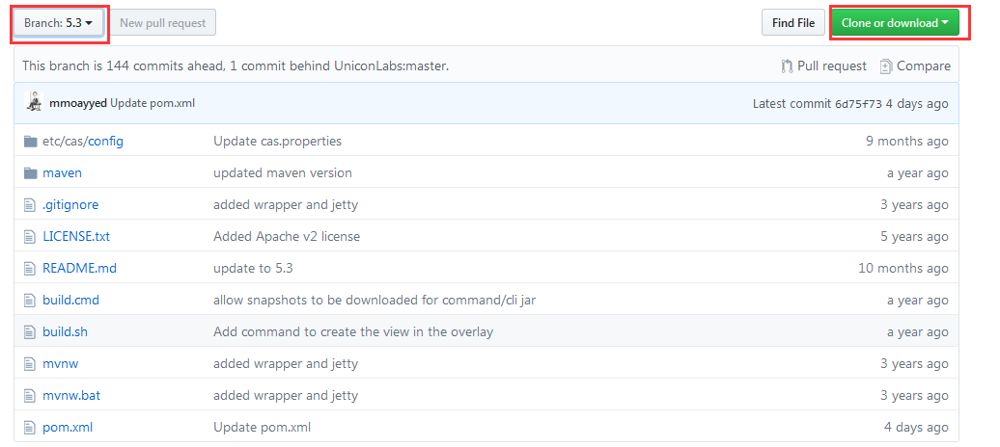 Branch: 5.3 New pull request Find File Clone or download
This branch is 144 commits ahead, 1 commit behind UniconLabs:master. Pull request Compare
mmoayyed Update pom.xml Latest commit 6d75f73 4 days ago
etc/cas/config Update cas.properties 9 months ago
maven updated maven version a year ago
.gitignore added wrapper and jetty 3 years ago
LICENSE.txt Added Apache v2 license 5 years ago
README.md update to 5.3 10 months ago
build.cmd allow snapshots to be downloaded for command/cli jar a year ago
build.sh Add command to create the view in the overlay a year ago
mvnw added wrapper and jetty 3 years ago
mvnw.bat added wrapper and jetty 3 years ago
pom.xml Update pom.xml 4 days ago